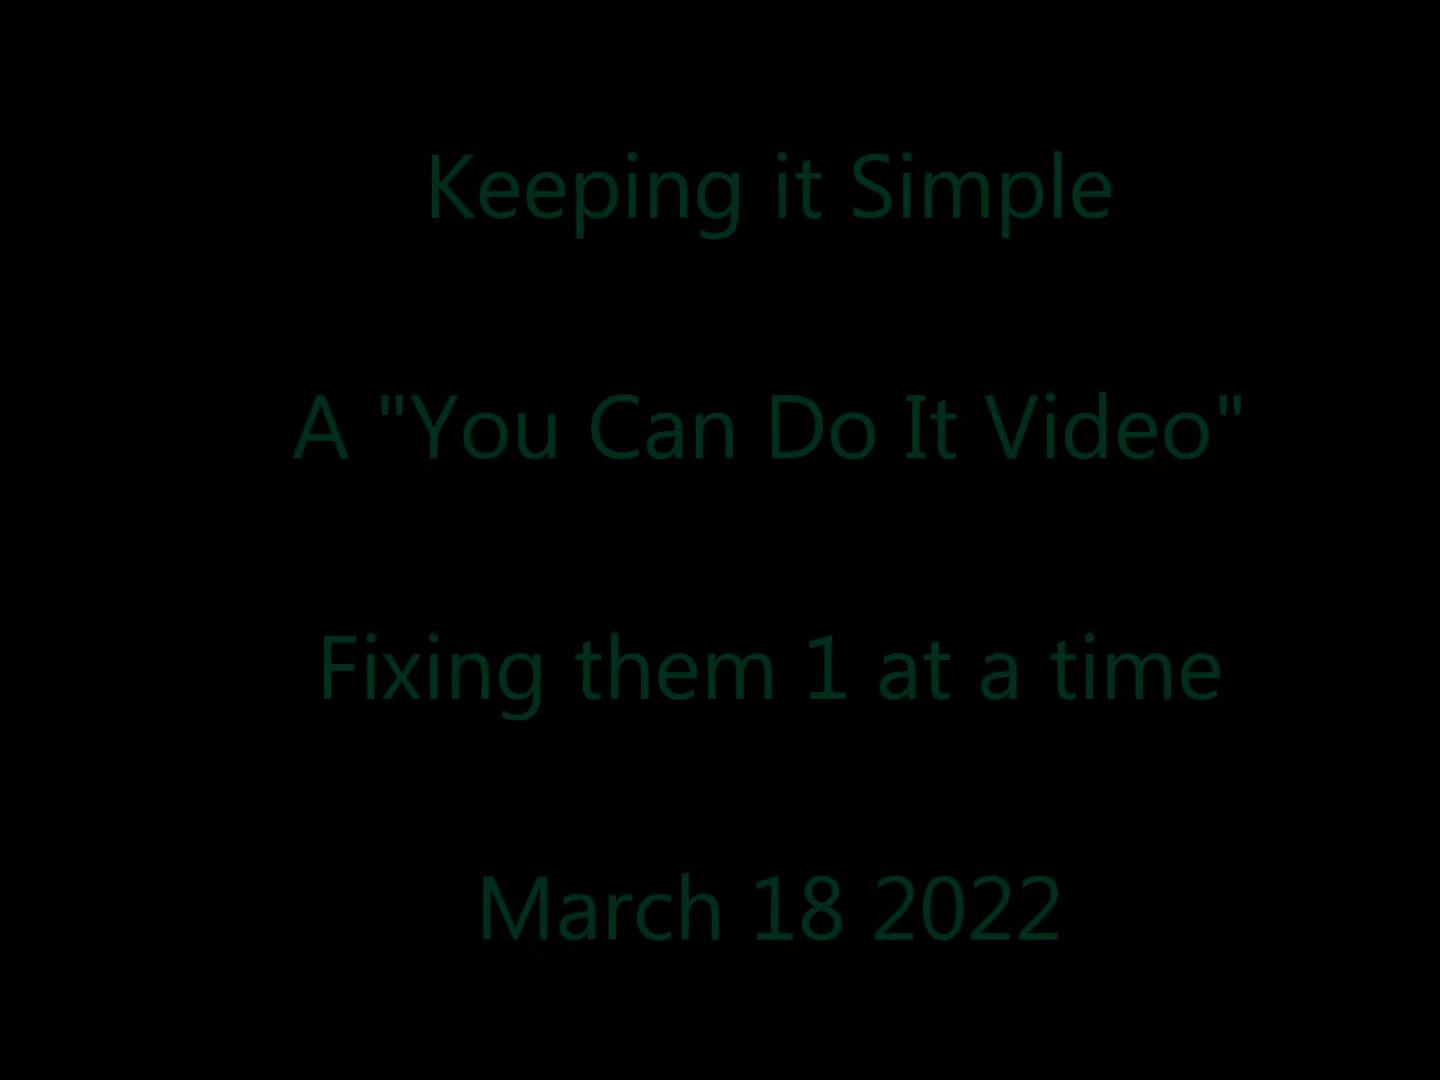 Keeping it Simple
A "You Can Do It Video"
Fixing them 1 at a time
March 18 2022